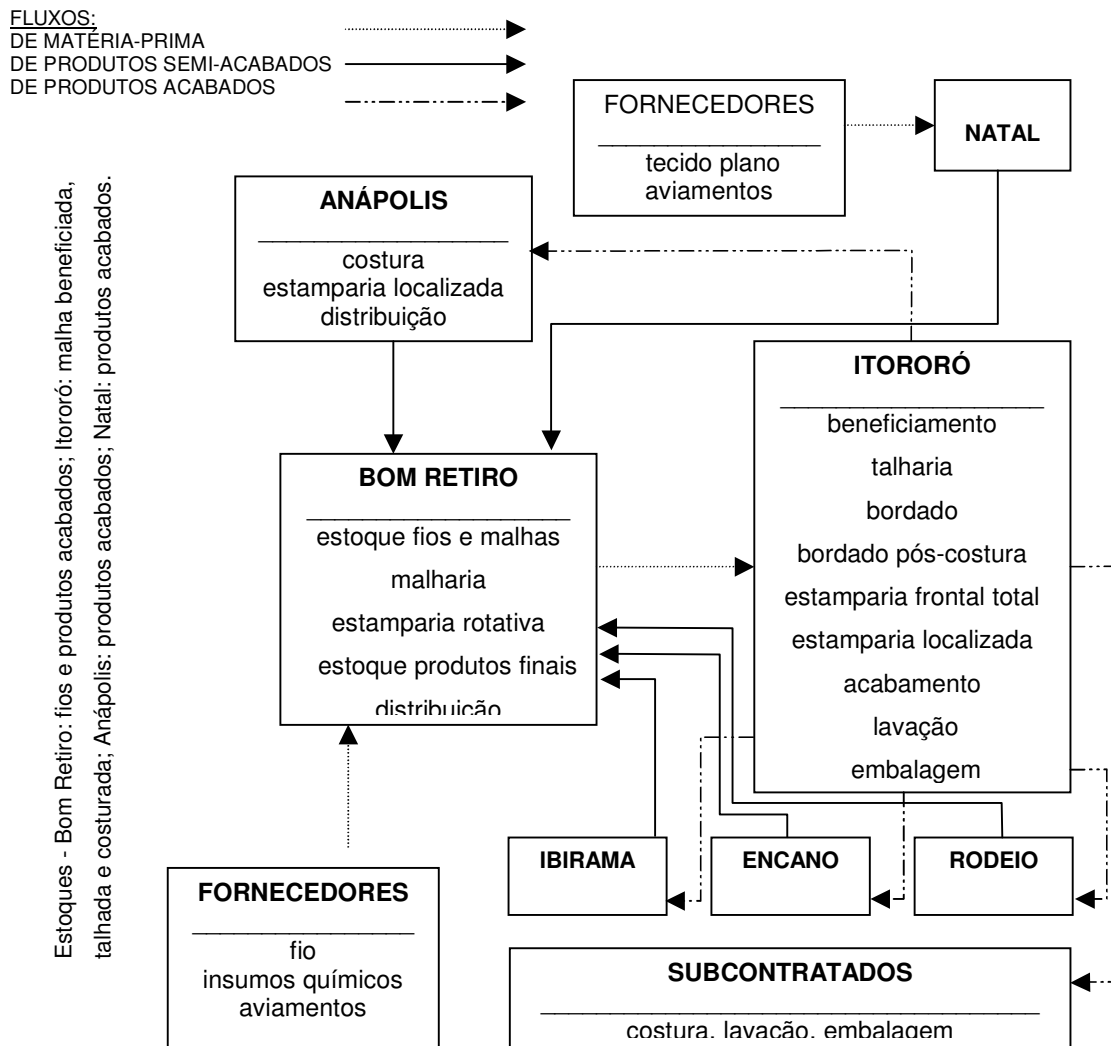 FLUXOS:
DE MATÉRIA-PRIMA
DE PRODUTOS SEMI-ACABADOS
DE PRODUTOS ACABADOS
FORNECEDORES
tecido plano
aviamentos
NATAL
Estoques - Bom Retiro: fios e produtos acabados; Itororó: malha beneficiada,
talhada e costurada; Anápolis: produtos acabados; Natal: produtos acabados.
ANÁPOLIS
costura
estamparia localizada
distribuição
ITORORÓ
beneficiamento
talharia
bordado
bordado pós-costura
estamparia frontal total
estamparia localizada
acabamento
lavação
embalagem
BOM RETIRO
estoque fios e malhas
malharia
estamparia rotativa
estoque produtos finais
distribuição
IBIRAMA
ENCANO
RODEIO
FORNECEDORES
fio
insumos químicos
aviamentos
SUBCONTRATADOS
costura, lavação, embalagem